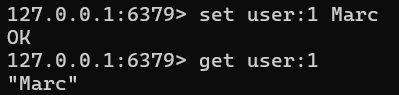 127.0.0.1:6379> set user:1 Marc
OK
127.0.0.1:6379> get user:1
"Marc"